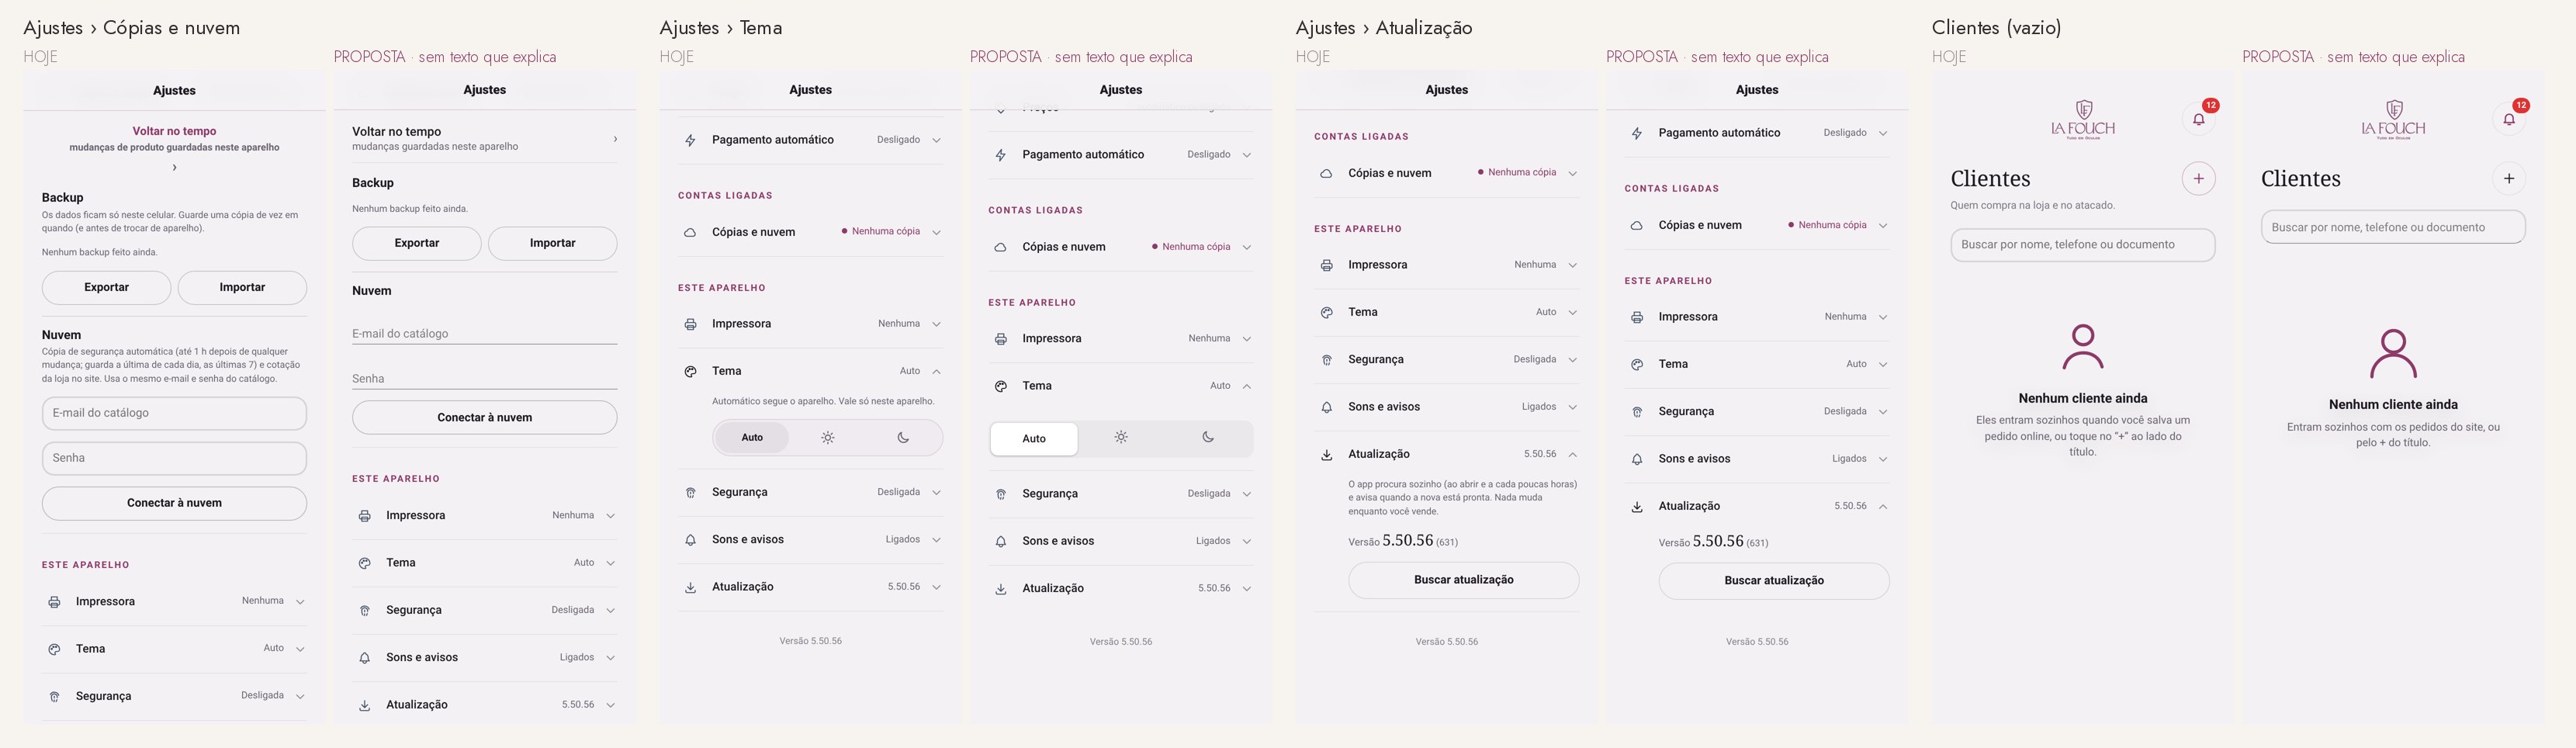 Ajustes › Cópias e nuvem
HOJE
Ajustes
Voltar no tempo
mudanças de produto guardadas neste aparelho
›
Backup
Os dados ficam só neste celular. Guarde uma cópia de vez em
quando (e antes de trocar de aparelho).
Nenhum backup feito ainda.
Exportar
Importar
Nuvem
Cópia de segurança automática (até 1 h depois de qualquer
mudança; guarda a última de cada dia, as últimas 7) e cotação
da loja no site. Usa o mesmo e-mail e senha do catálogo.
E-mail do catálogo
Senha
Conectar à nuvem
ESTE APARELHO
Impressora Nenhuma
Tema Auto
Segurança Desligada
PROPOSTA · sem texto que explica
Ajustes
Voltar no tempo ›
mudanças guardadas neste aparelho
Backup
Nenhum backup feito ainda.
Exportar
Importar
Nuvem
E-mail do catálogo
Senha
Conectar à nuvem
ESTE APARELHO
Impressora Nenhuma
Tema Auto
Segurança Desligada
Sons e avisos Ligados
Atualização 5.50.56
Ajustes › Tema
HOJE
Ajustes
Pagamento automático Desligado
CONTAS LIGADAS
Cópias e nuvem • Nenhuma cópia
ESTE APARELHO
Impressora Nenhuma
Tema Auto
Automático segue o aparelho. Vale só neste aparelho.
Auto
Segurança Desligada
Sons e avisos Ligados
Atualização 5.50.56
Versão 5.50.56
PROPOSTA · sem texto que explica
Ajustes
Pagamento automático Desligado
CONTAS LIGADAS
Cópias e nuvem • Nenhuma cópia
ESTE APARELHO
Impressora Nenhuma
Tema Auto
Auto
Segurança Desligada
Sons e avisos Ligados
Atualização 5.50.56
Versão 5.50.56
Ajustes › Atualização
HOJE
Ajustes
CONTAS LIGADAS
Cópias e nuvem • Nenhuma cópia
ESTE APARELHO
Impressora Nenhuma
Tema Auto
Segurança Desligada
Sons e avisos Ligados
Atualização 5.50.56
O app procura sozinho (ao abrir e a cada poucas horas)
e avisa quando a nova está pronta. Nada muda
enquanto você vende.
Versão 5.50.56 (631)
Buscar atualização
Versão 5.50.56
PROPOSTA · sem texto que explica
Ajustes
Pagamento automático Desligado
CONTAS LIGADAS
Cópias e nuvem • Nenhuma cópia
ESTE APARELHO
Impressora Nenhuma
Tema Auto
Segurança Desligada
Sons e avisos Ligados
Atualização 5.50.56
Versão 5.50.56 (631)
Buscar atualização
Versão 5.50.56
Clientes (vazio)
HOJE
LA FOUCH
12
Clientes +
Quem compra na loja e no atacado.
Buscar por nome, telefone ou documento
Nenhum cliente ainda
Eles entram sozinhos quando você salva um
pedido online, ou toque no "+" ao lado do
título.
PROPOSTA · sem texto que explica
LA FOUCH
12
Clientes +
Buscar por nome, telefone ou documento
Nenhum cliente ainda
Entram sozinhos com os pedidos do site, ou
pelo + do título.